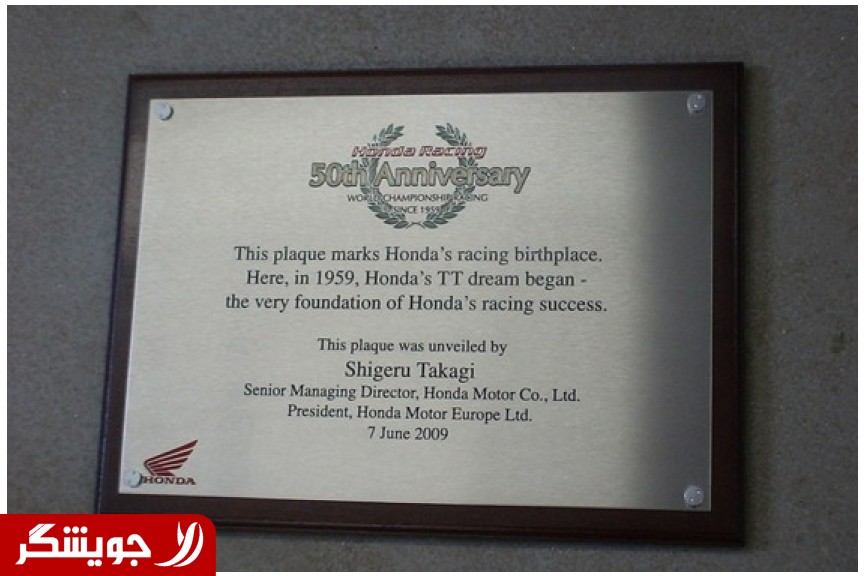 Honda Racing
50th Anniversary
WORLD CHAMPIONSHIP RACING
SINCE 1959
This plaque marks Honda's racing birthplace.
Here, in 1959, Honda's TT dream began -
the very foundation of Honda's racing success.
This plaque was unveiled by
Shigeru Takagi
Senior Managing Director, Honda Motor Co., Ltd.
President, Honda Motor Europe Ltd.
7 June 2009
HONDA
جویشگر